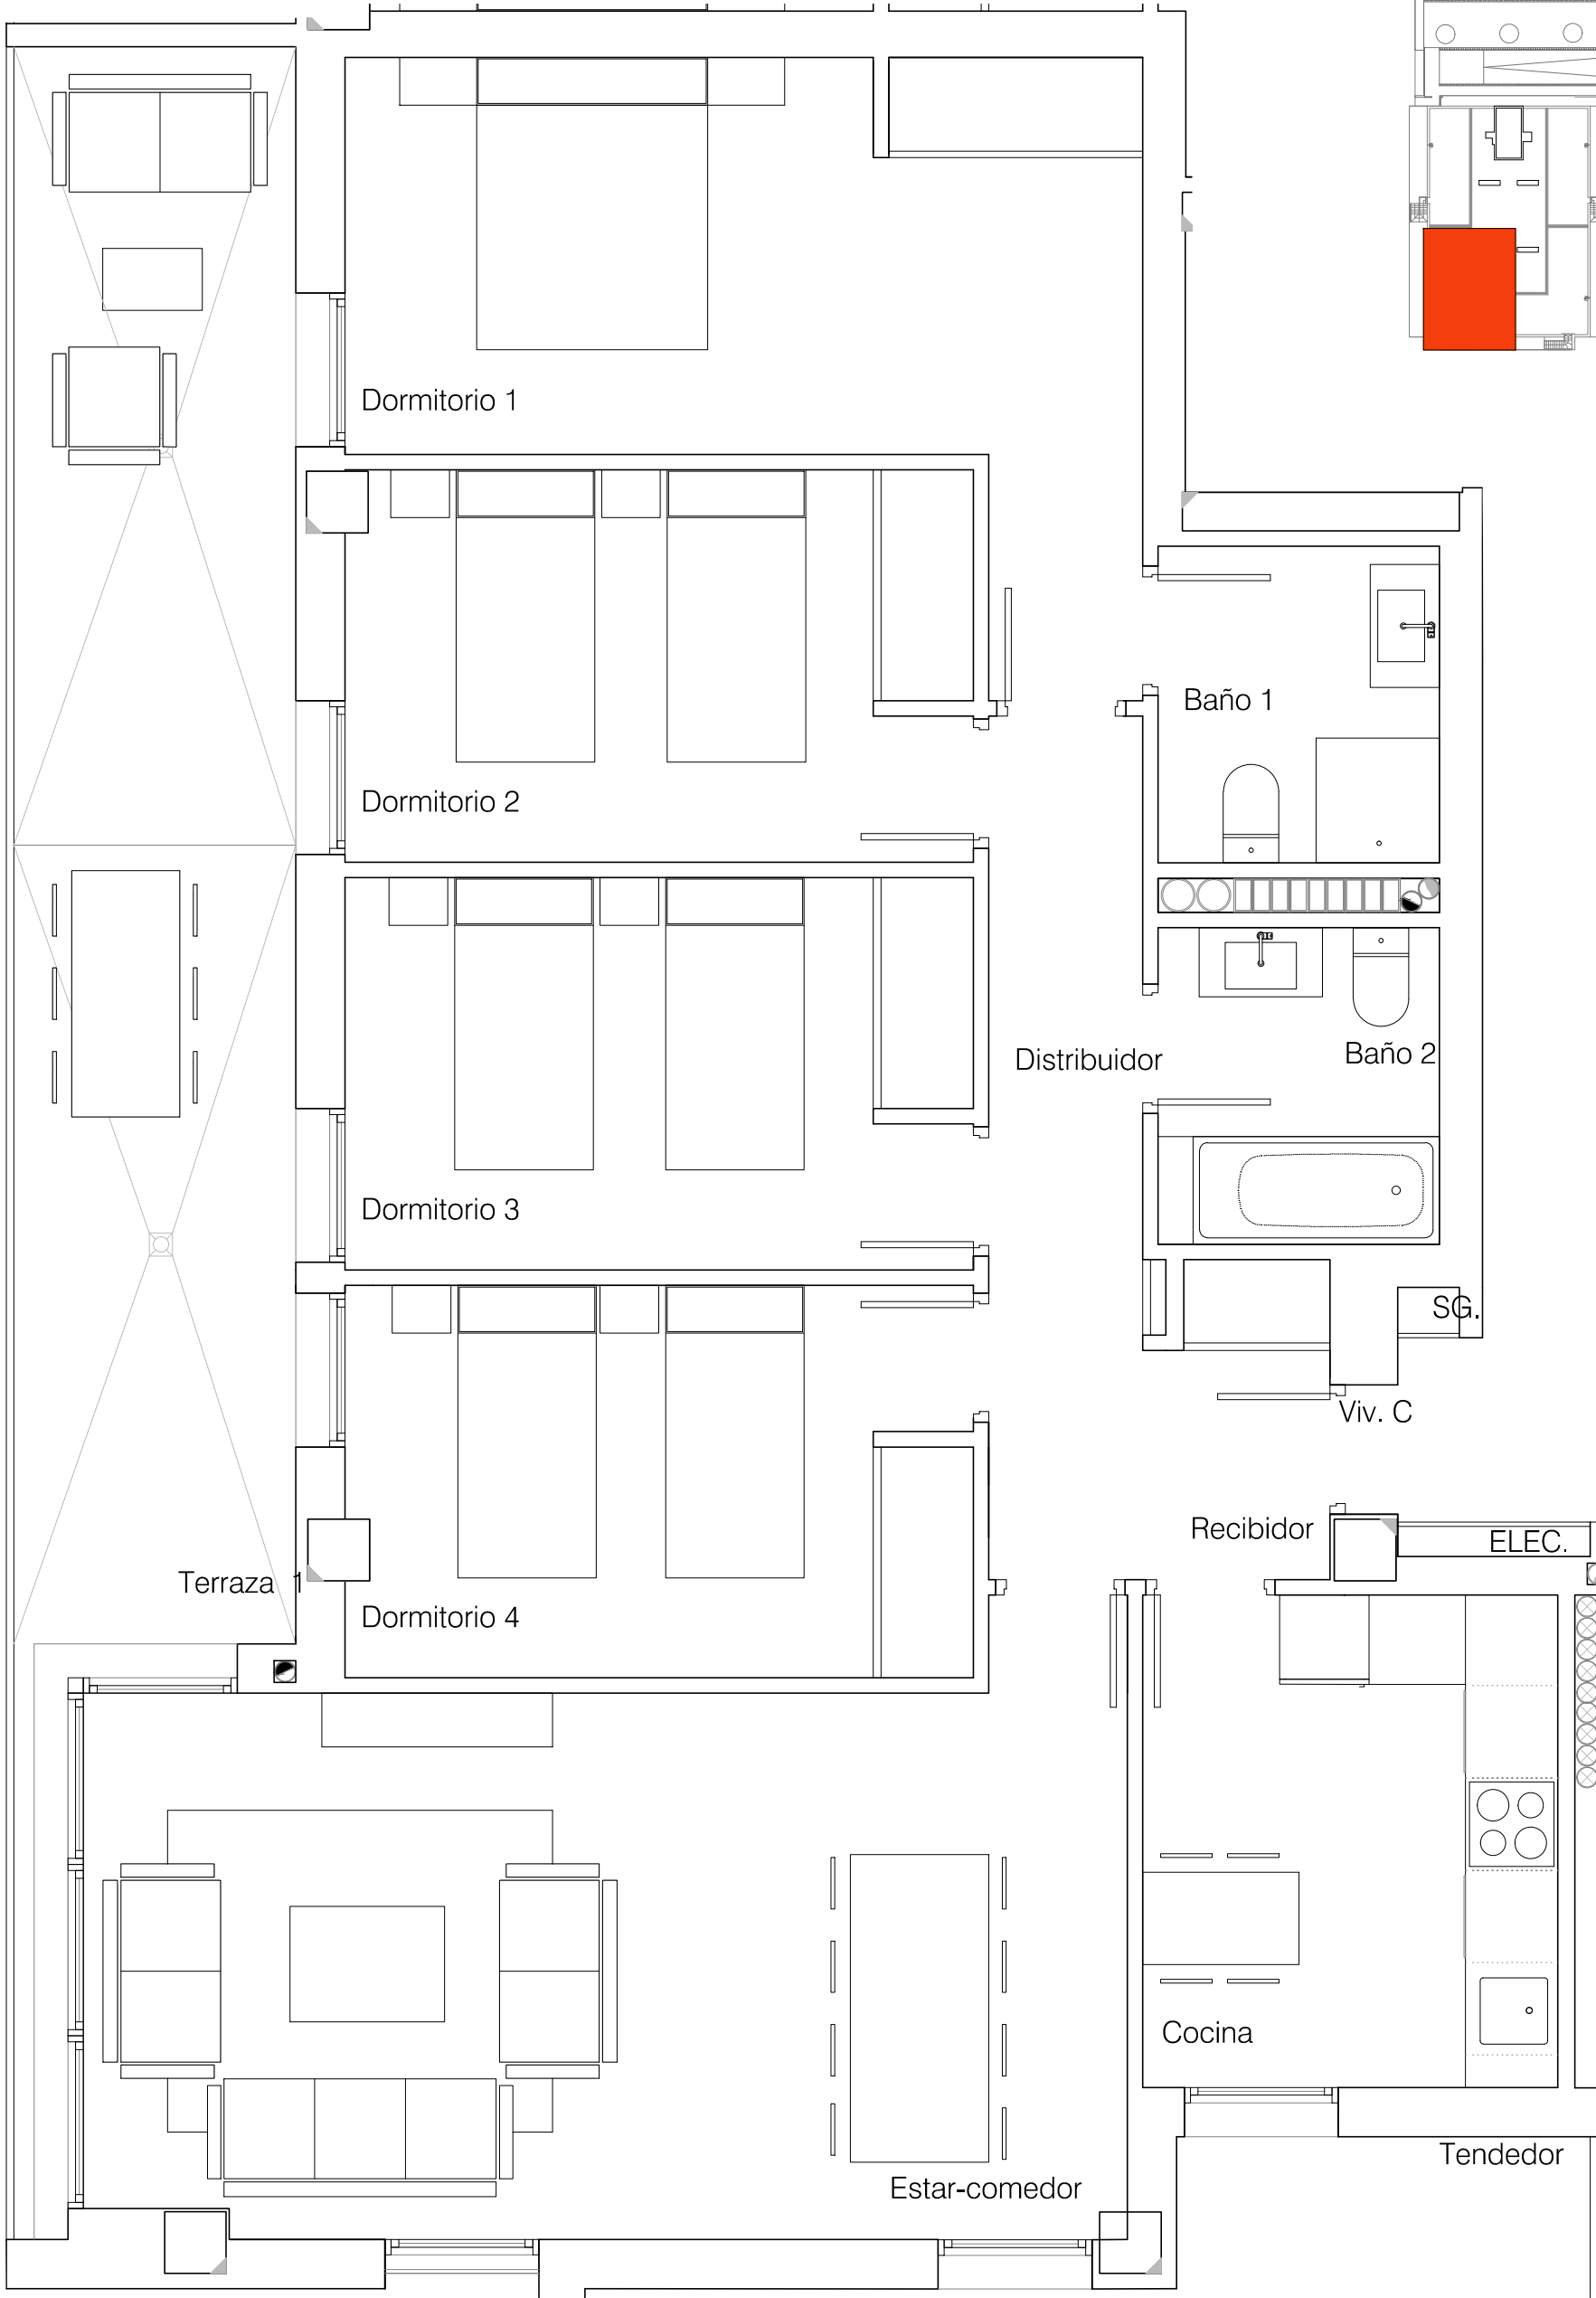 Dormitorio 1
Baño 1
Dormitorio 2
Distribuidor
Baño 2
Dormitorio 3
SG.
Viv. C
Recibidor
ELEC.
Terraza 1
Dormitorio 4
Cocina
Tendedor
Estar-comedor